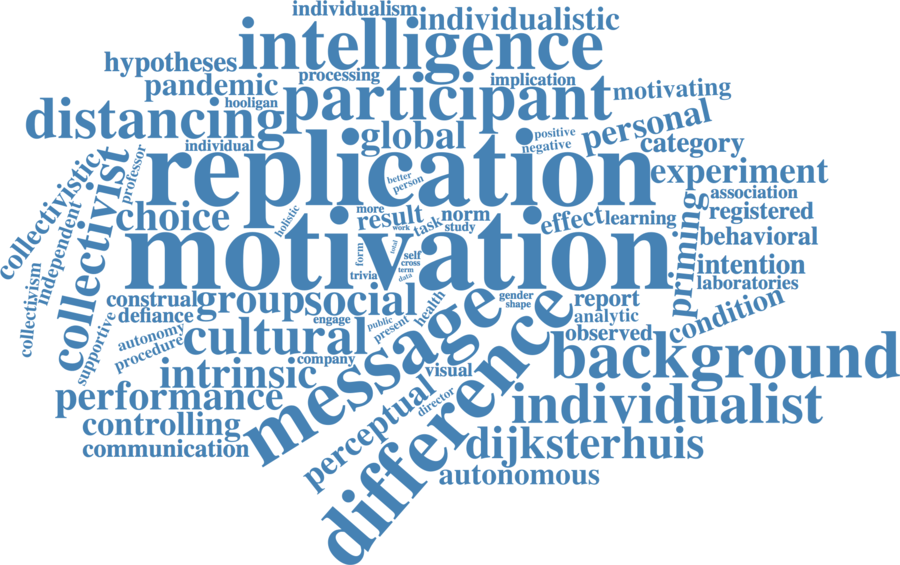 individualism
individualistic
intelligence
hypotheses
processing
pandemic
implication
hooligan
participant
motivating
distancing
global
positive
negative
personal
individual
category
replication
experiment
professor
better
person
association
collectivistic
independent
collectivist
choice
holistic
more
result
work
task
norm
study
effect
learning
priming
registered
motivation
behavioral
form
total
self
cross
term
data
trivia
intention
laboratories
collectivism
construal
group
social
health
gender
shape
report
condition
defiance
supportive
autonomy
procedure
cultural
engage
public
present
message
analytic
observed
company
intrinsic
visual
background
performance
perceptual
director
difference
individualist
controlling
communication
dijksterhuis
autonomous